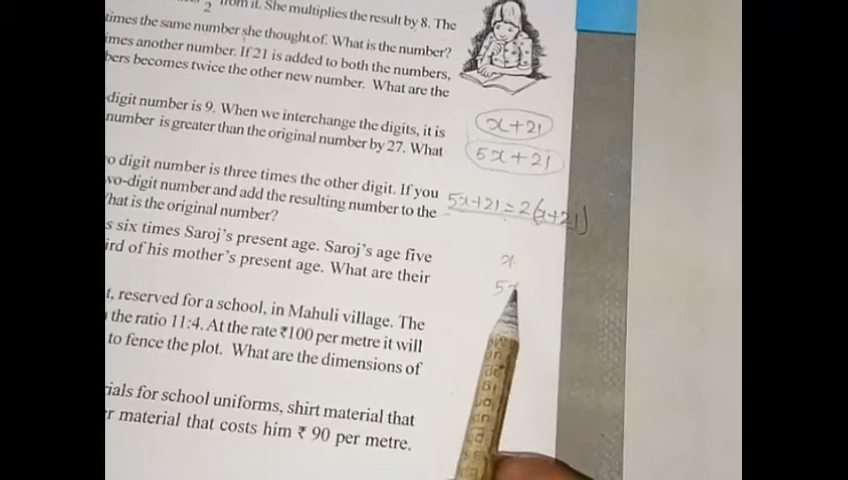 2 from it. She multiplies the result by 8. The
times the same number she thought of. What is the number?
imes another number. If 21 is added to both the numbers,
bers becomes twice the other new number. What are the
digit number is 9. When we interchange the digits, it is
number is greater than the original number by 27. What
o digit number is three times the other digit. If you
wo-digit number and add the resulting number to the
hat is the original number?
s six times Saroj's present age. Saroj's age five
ird of his mother's present age. What are their
t, reserved for a school, in Mahuli village. The
the ratio 11:4. At the rate ₹100 per metre it will
to fence the plot. What are the dimensions of
ials for school uniforms, shirt material that
r material that costs him ₹ 90 per metre.
x+21
5x+21
5x+21=2(x+21)
x
5x